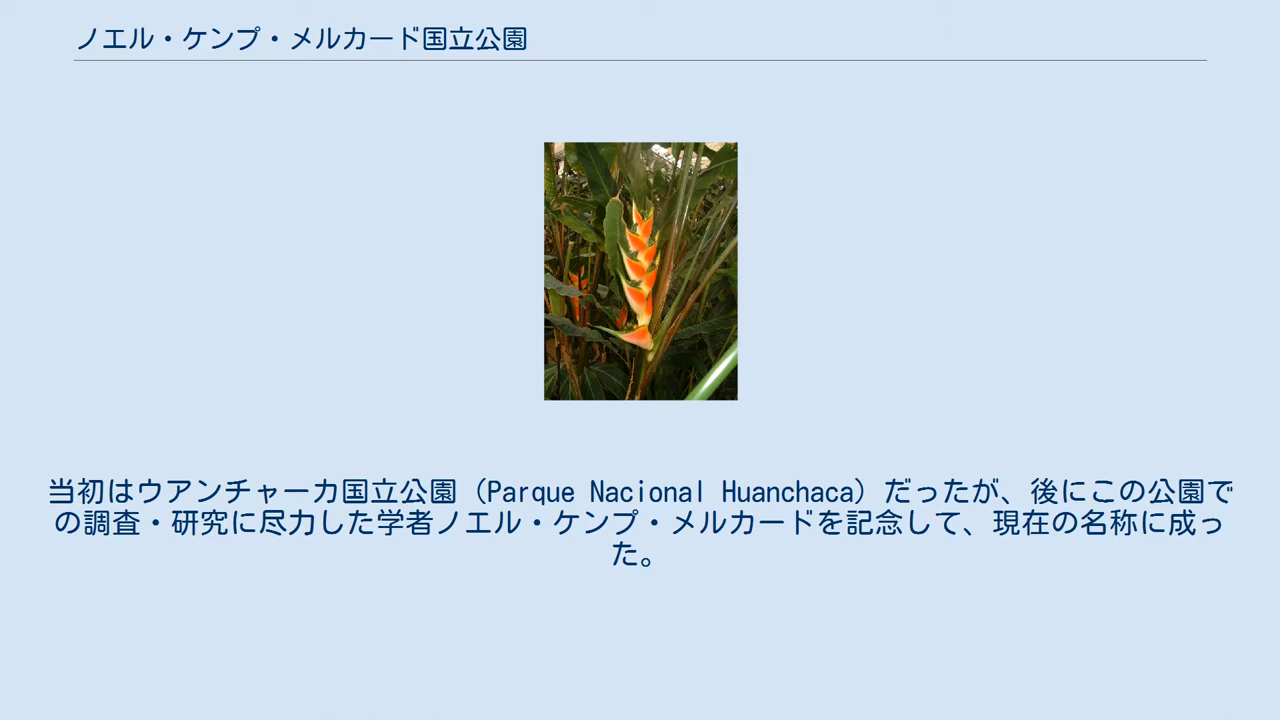 ノエル・ケンプ・メルカード国立公園
当初はウアンチャーカ国立公園（Parque Nacional Huanchaca）だったが、後にこの公園で
の調査・研究に尽力した学者ノエル・ケンプ・メルカードを記念して、現在の名称に成っ
た。